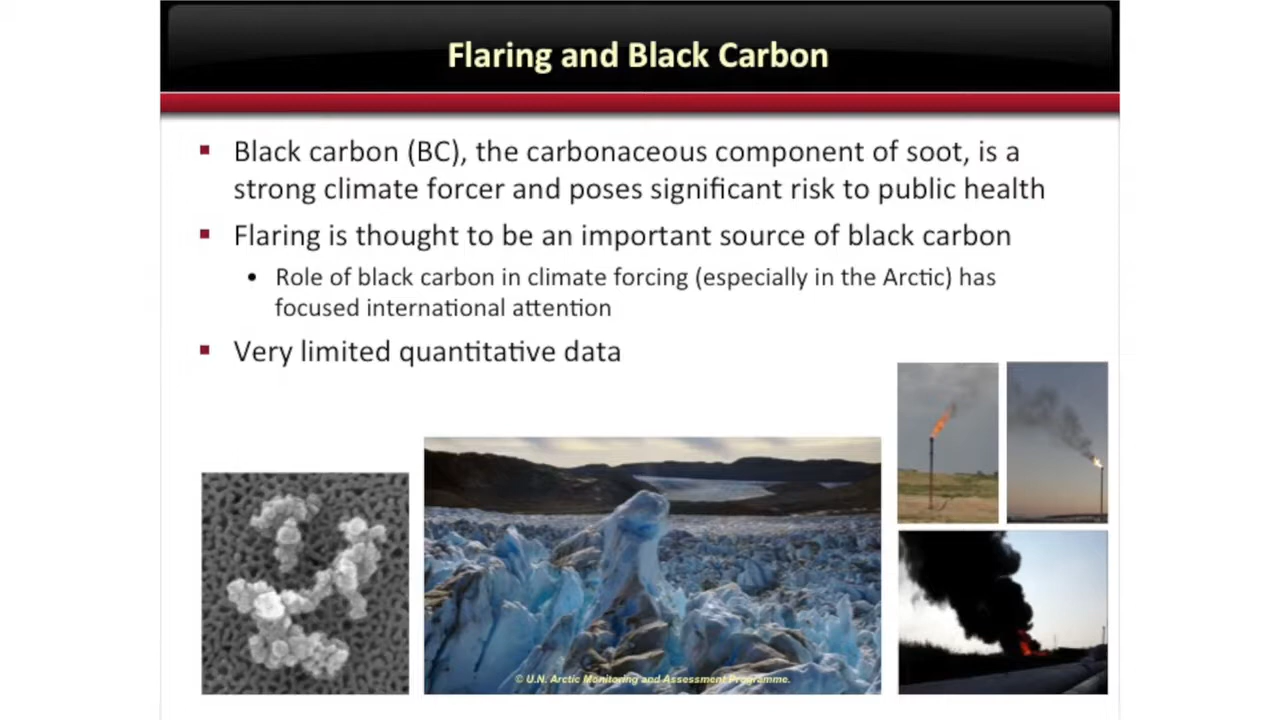 Flaring and Black Carbon
Black carbon (BC), the carbonaceous component of soot, is a
strong climate forcer and poses significant risk to public health
Flaring is thought to be an important source of black carbon
Role of black carbon in climate forcing (especially in the Arctic) has
focused international attention
Very limited quantitative data
© U.N. Arctic Monitoring and Assessment Programme.